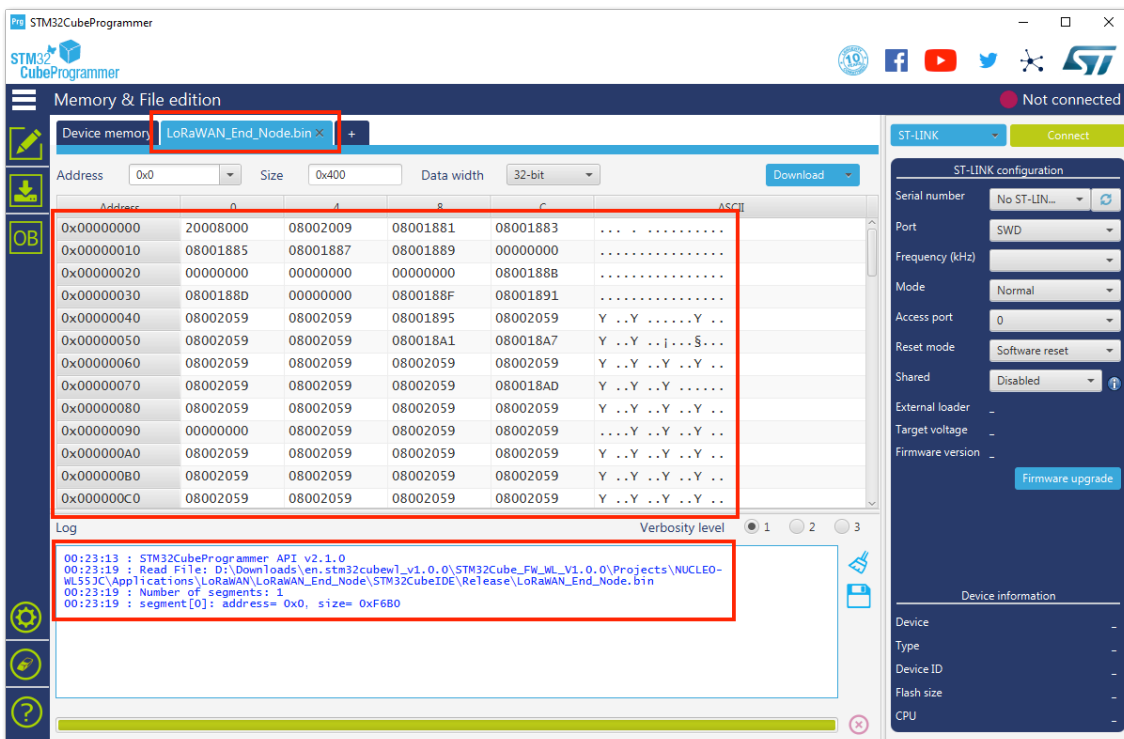 Prg STM32CubeProgrammer
STM32
CubeProgrammer
10
Memory & File edition
Not connected
Device memory LoRaWAN_End_Node.bin × +
Address 0x0 Size 0x400 Data width 32-bit Download
Address 0 4 8 C ASCII
0x00000000 20008000 08002009 08001881 08001883 ... . ..........
0x00000010 08001885 08001887 08001889 00000000 ................
0x00000020 00000000 00000000 00000000 0800188B ................
0x00000030 0800188D 00000000 0800188F 08001891 ................
0x00000040 08002059 08002059 08001895 08002059 Y ..Y ......Y ..
0x00000050 08002059 08002059 080018A1 080018A7 Y ..Y ..¡...§...
0x00000060 08002059 08002059 08002059 08002059 Y ..Y ..Y ..Y ..
0x00000070 08002059 08002059 08002059 080018AD Y ..Y ..Y ......
0x00000080 08002059 08002059 08002059 08002059 Y ..Y ..Y ..Y ..
0x00000090 00000000 08002059 08002059 08002059 ....Y ..Y ..Y ..
0x000000A0 08002059 08002059 08002059 08002059 Y ..Y ..Y ..Y ..
0x000000B0 08002059 08002059 08002059 08002059 Y ..Y ..Y ..Y ..
0x000000C0 08002059 08002059 08002059 08002059 Y ..Y ..Y ..Y ..
OB
Log Verbosity level 1 2 3
00:23:13 : STM32CubeProgrammer API v2.1.0
00:23:19 : Read File: D:\Downloads\en.stm32cubewl_v1.0.0\STM32Cube_FW_WL_V1.0.0\Projects\NUCLEO-
WL55JC\Applications\LoRaWAN\LoRaWAN_End_Node\STM32CubeIDE\Release\LoRaWAN_End_Node.bin
00:23:19 : Number of segments: 1
00:23:19 : segment[0]: address= 0x0, size= 0xF6B0
ST-LINK Connect
ST-LINK configuration
Serial number No ST-LIN...
Port SWD
Frequency (kHz)
Mode Normal
Access port 0
Reset mode Software reset
Shared Disabled
External loader _
Target voltage _
Firmware version _
Firmware upgrade
Device information
Device _
Type _
Device ID _
Flash size _
CPU _